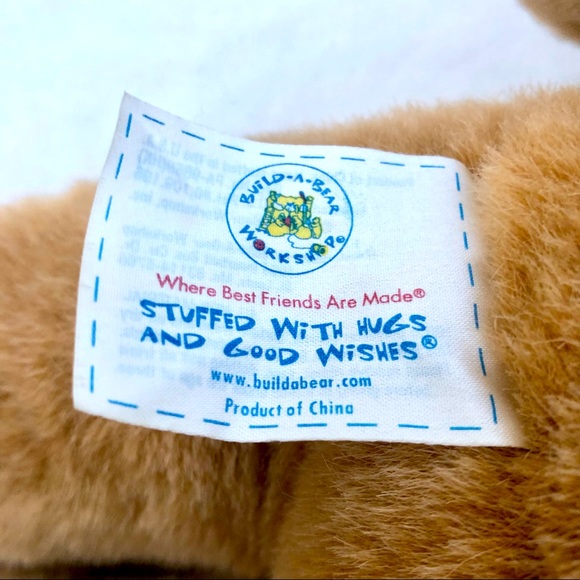 BUILD-A-BEAR
WORKSHOP®
Where Best Friends Are Made®
STUFFED WITH HUGS
AND GOOD WISHES®
www.buildabear.com
Product of China